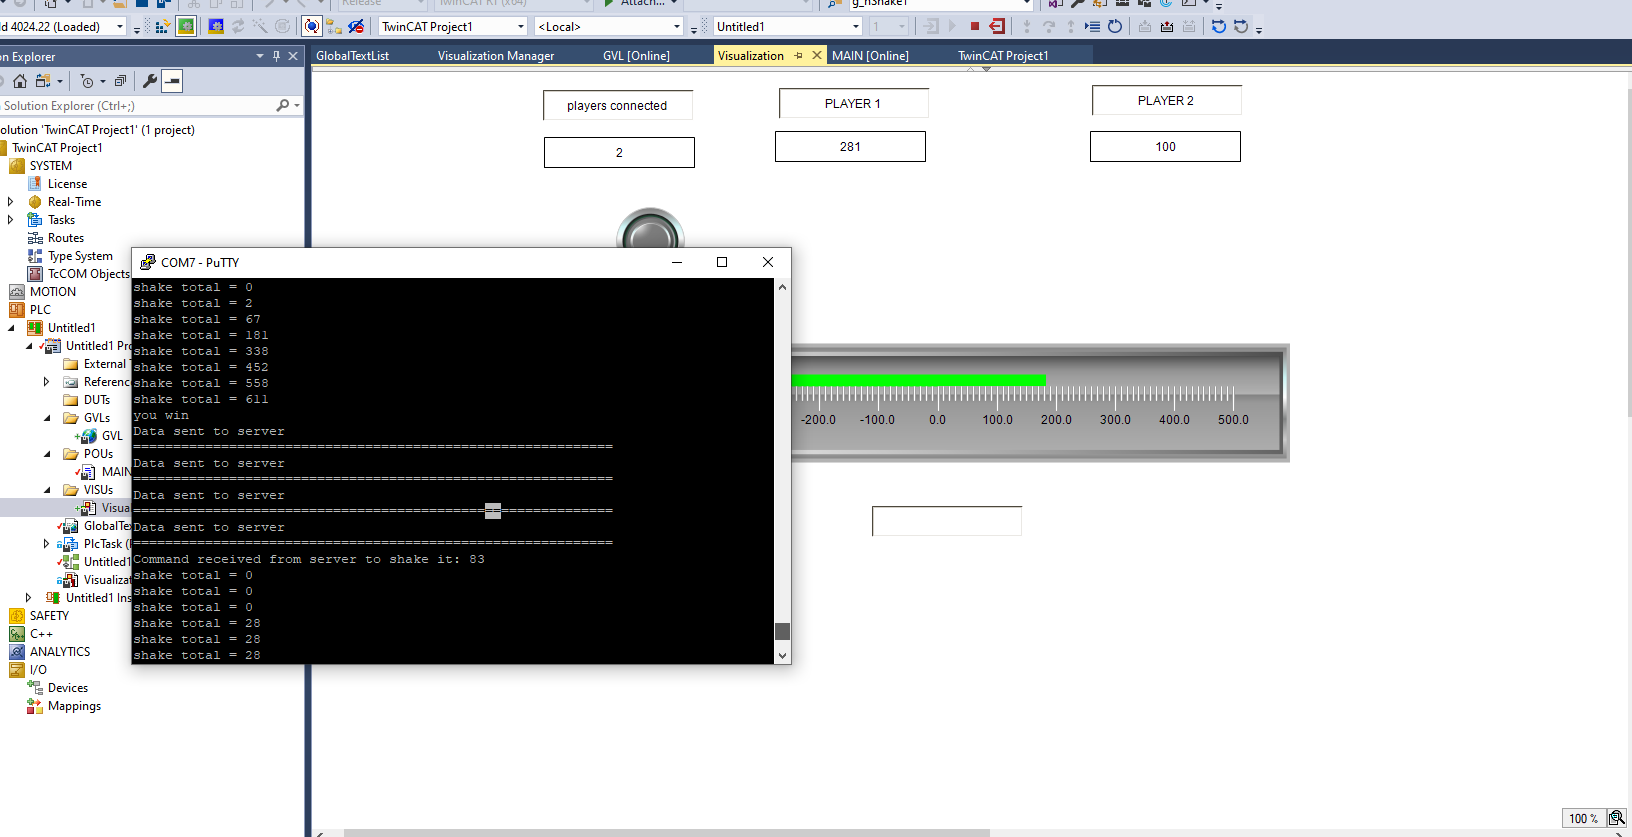 Release
TwinCAT RT (x64)
Attach...
g_nShake1
ld 4024.22 (Loaded)
TwinCAT Project1
<Local>
Untitled1
1
on Explorer
GlobalTextList
Visualization Manager
GVL [Online]
Visualization
MAIN [Online]
TwinCAT Project1
Solution Explorer (Ctrl+;)
olution 'TwinCAT Project1' (1 project)
TwinCAT Project1
SYSTEM
License
Real-Time
Tasks
Routes
Type System
TcCOM Objects
MOTION
PLC
Untitled1
Untitled1 Pro
External T
Referenc
DUTs
GVLs
GVL
POUs
MAIN
VISUs
Visua
GlobalTex
PlcTask (
Untitled1
Visualizat
Untitled1 Ins
SAFETY
C++
ANALYTICS
I/O
Devices
Mappings
players connected
PLAYER 1
PLAYER 2
2
281
100
COM7 - PuTTY
shake total = 0
shake total = 2
shake total = 67
shake total = 181
shake total = 338
shake total = 452
shake total = 558
shake total = 611
you win
Data sent to server
============================================================
Data sent to server
============================================================
Data sent to server
============================================================
Data sent to server
============================================================
Command received from server to shake it: 83
shake total = 0
shake total = 0
shake total = 0
shake total = 28
shake total = 28
shake total = 28
-200.0 -100.0 0.0 100.0 200.0 300.0 400.0 500.0
100 %